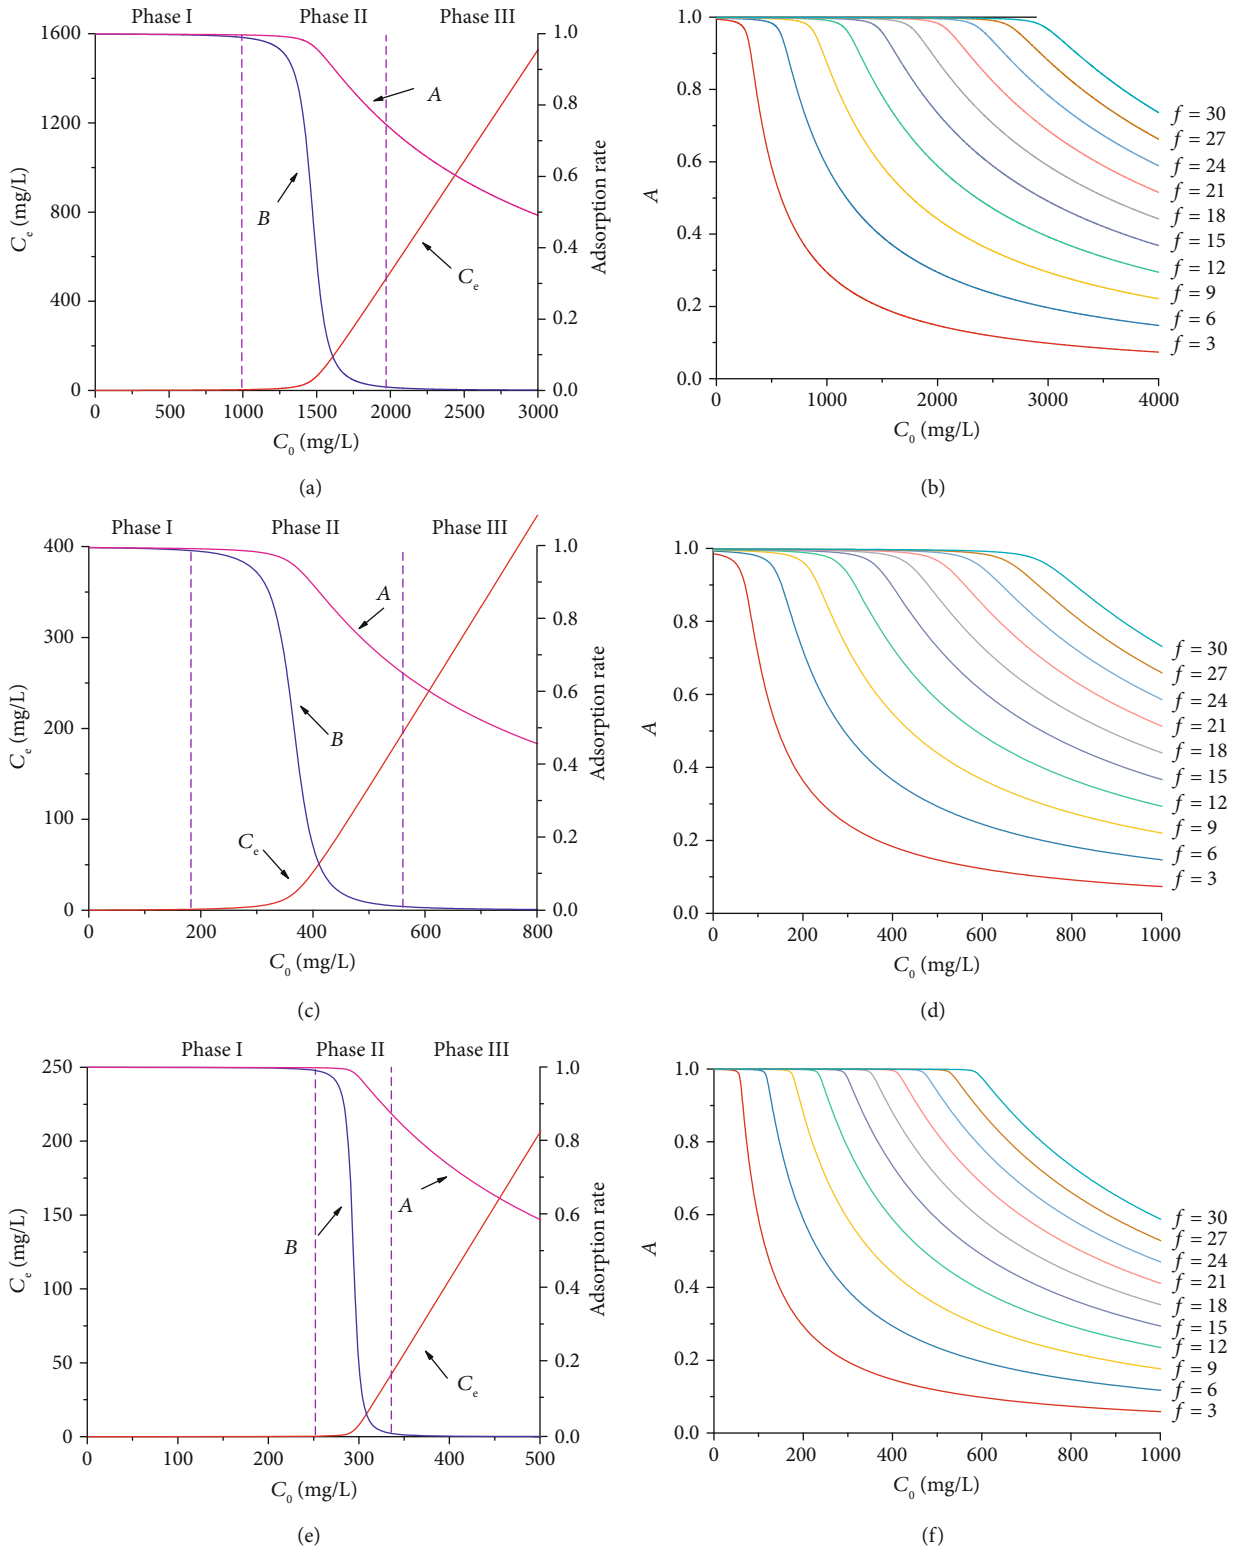 Phase I Phase II Phase III
1600
1200
800
400
0
C_e (mg/L)
1.0
0.8
0.6
0.4
0.2
0.0
Adsorption rate
A
B
C_e
0 500 1000 1500 2000 2500 3000
C_0 (mg/L)
(a)
1.0
0.8
0.6
0.4
0.2
0.0
A
f = 30
f = 27
f = 24
f = 21
f = 18
f = 15
f = 12
f = 9
f = 6
f = 3
0 1000 2000 3000 4000
C_0 (mg/L)
(b)
Phase I Phase II Phase III
400
300
200
100
0
C_e (mg/L)
1.0
0.8
0.6
0.4
0.2
0.0
Adsorption rate
A
B
C_e
0 200 400 600 800
C_0 (mg/L)
(c)
1.0
0.8
0.6
0.4
0.2
0.0
A
f = 30
f = 27
f = 24
f = 21
f = 18
f = 15
f = 12
f = 9
f = 6
f = 3
0 200 400 600 800 1000
C_0 (mg/L)
(d)
Phase I Phase II Phase III
250
200
150
100
50
0
C_e (mg/L)
1.0
0.8
0.6
0.4
0.2
0.0
Adsorption rate
A
B
C_e
0 100 200 300 400 500
C_0 (mg/L)
(e)
1.0
0.8
0.6
0.4
0.2
0.0
A
f = 30
f = 27
f = 24
f = 21
f = 18
f = 15
f = 12
f = 9
f = 6
f = 3
0 200 400 600 800 1000
C_0 (mg/L)
(f)